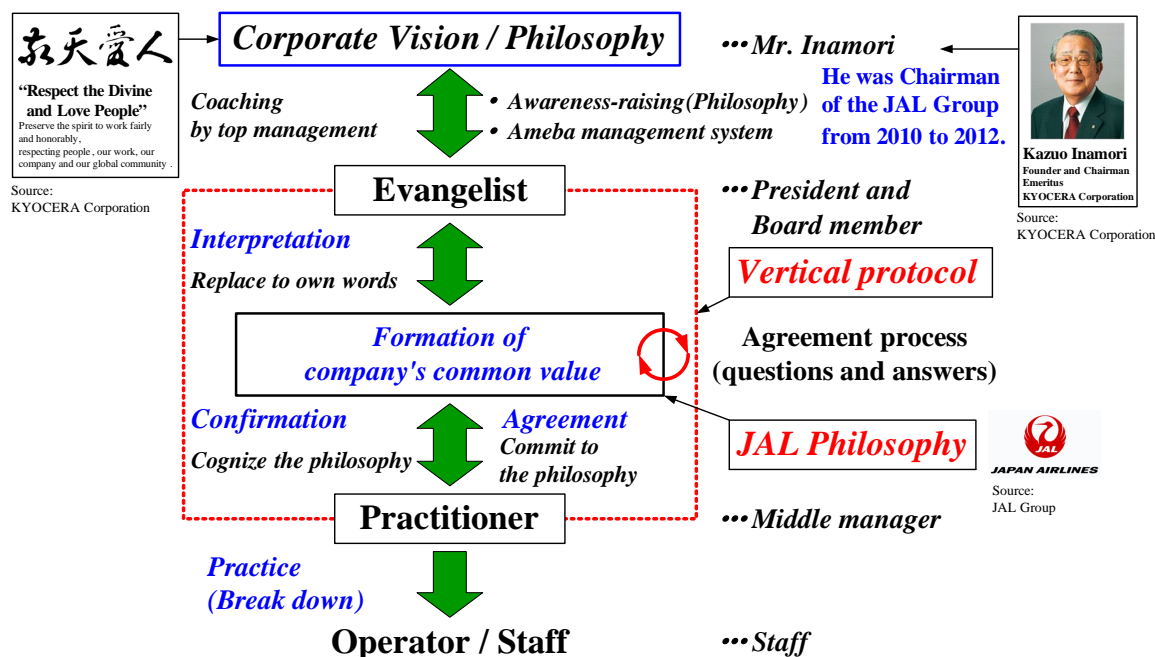 敬天愛人
“Respect the Divine
and Love People”
Preserve the spirit to work fairly
and honorably,
respecting people, our work, our
company and our global community.
Source:
KYOCERA Corporation
Corporate Vision / Philosophy
•••Mr. Inamori
He was Chairman
of the JAL Group
from 2010 to 2012.
Kazuo Inamori
Founder and Chairman
Emeritus
KYOCERA Corporation
Source:
KYOCERA Corporation
Coaching
by top management
• Awareness-raising(Philosophy)
• Ameba management system
Evangelist
•••President and
Board member
Interpretation
Replace to own words
Vertical protocol
Formation of
company's common value
Agreement process
(questions and answers)
Confirmation
Cognize the philosophy
Agreement
Commit to
the philosophy
JAL Philosophy
JAL
JAPAN AIRLINES
Source:
JAL Group
Practitioner
•••Middle manager
Practice
(Break down)
Operator / Staff
•••Staff